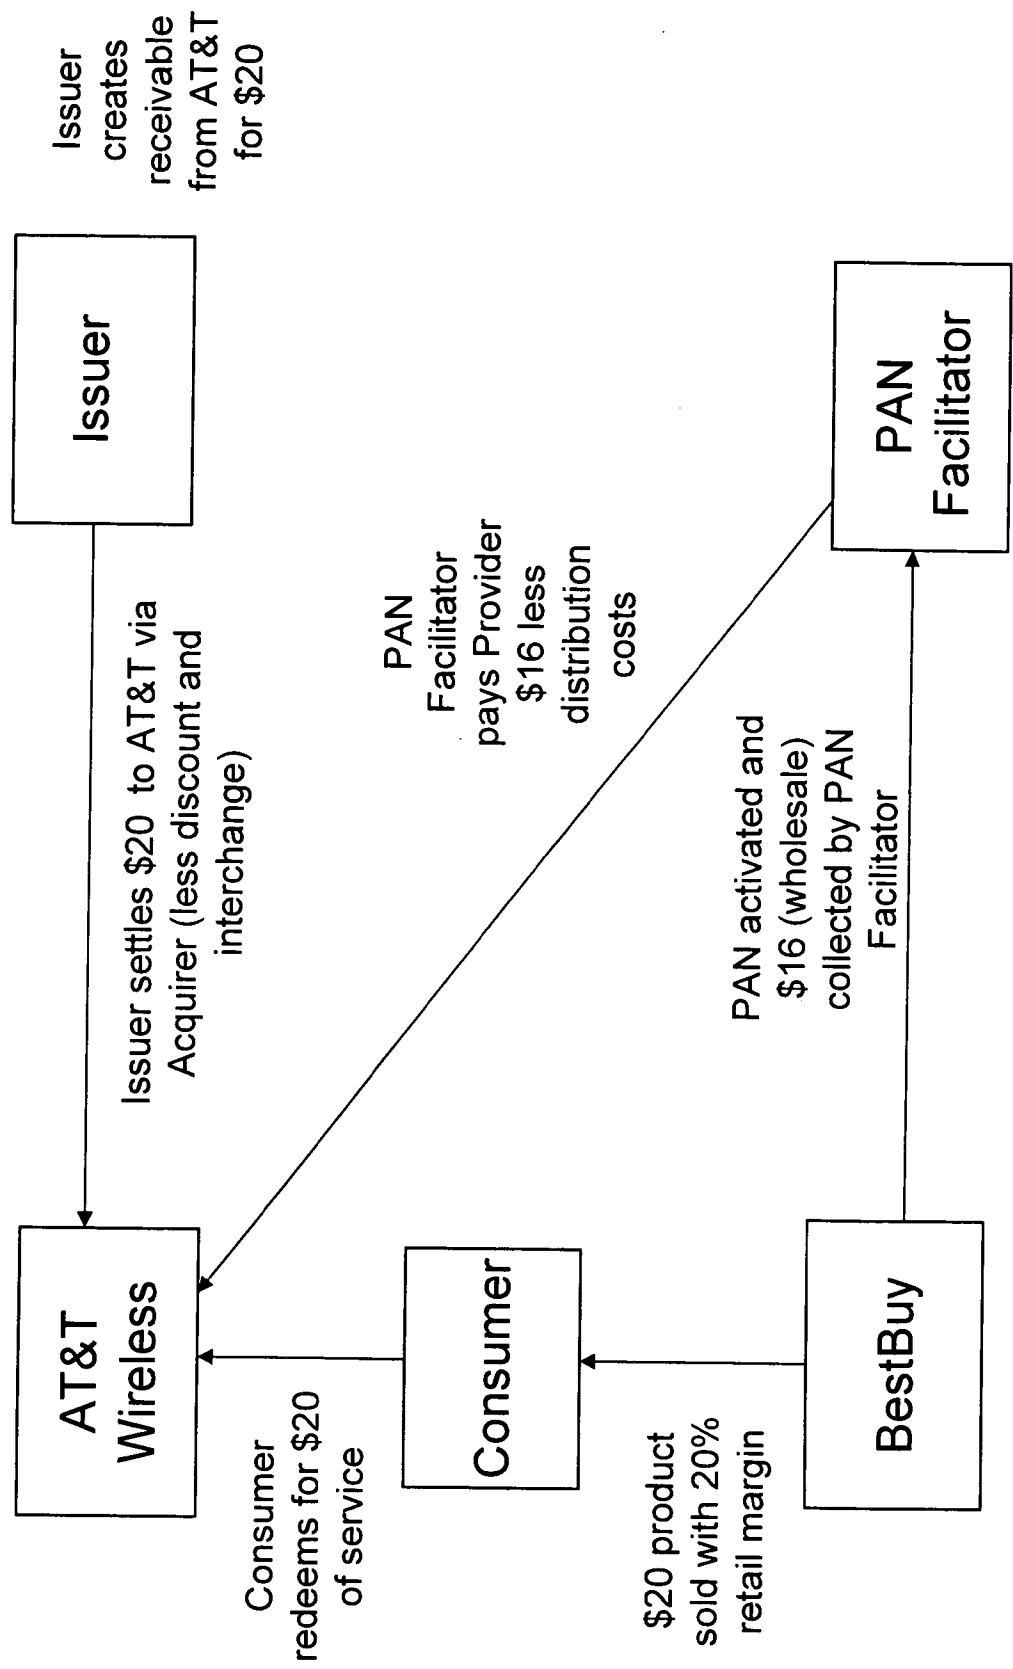 AT&T
Wireless
Issuer settles $20 to AT&T via
Acquirer (less discount and
interchange)
Issuer
Issuer
creates
receivable
from AT&T
for $20
Consumer
redeems for $20
of service
PAN
Facilitator
pays Provider
$16 less
distribution
costs
Consumer
$20 product
sold with 20%
retail margin
PAN activated and
$16 (wholesale)
collected by PAN
Facilitator
BestBuy
PAN
Facilitator